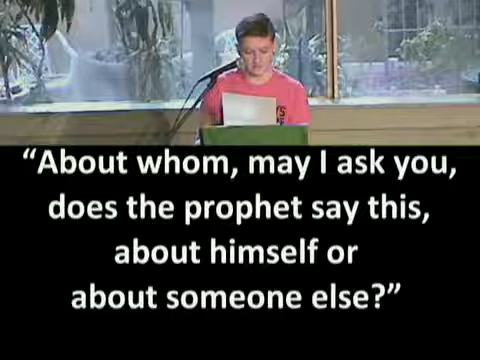 “About whom, may I ask you,
does the prophet say this,
about himself or
about someone else?”